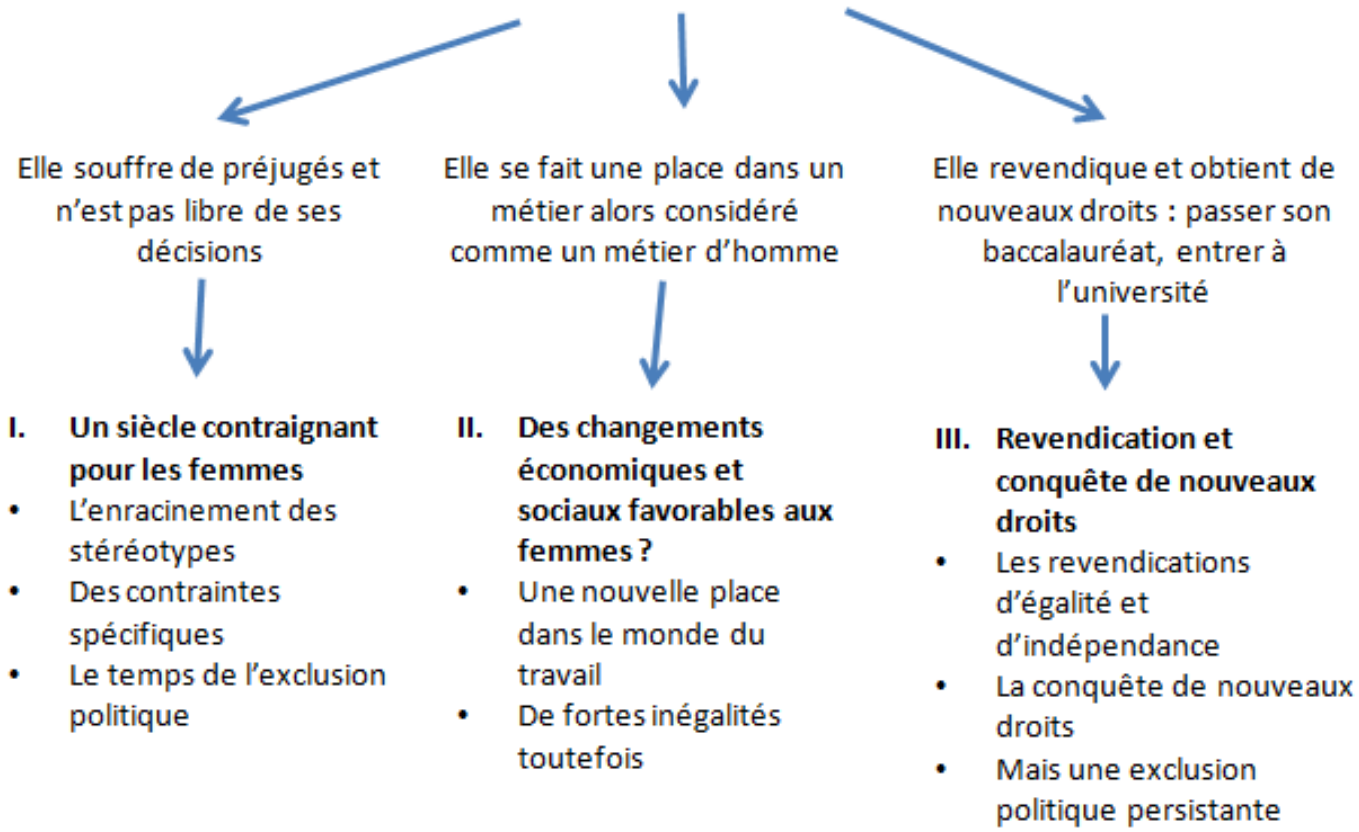 Elle souffre de préjugés et
n'est pas libre de ses
décisions
Elle se fait une place dans un
métier alors considéré
comme un métier d'homme
Elle revendique et obtient de
nouveaux droits : passer son
baccalauréat, entrer à
l'université
I. Un siècle contraignant
pour les femmes
• L'enracinement des
stéréotypes
• Des contraintes
spécifiques
• Le temps de l'exclusion
politique
II. Des changements
économiques et
sociaux favorables aux
femmes ?
• Une nouvelle place
dans le monde du
travail
• De fortes inégalités
toutefois
III. Revendication et
conquête de nouveaux
droits
• Les revendications
d'égalité et
d'indépendance
• La conquête de nouveaux
droits
• Mais une exclusion
politique persistante